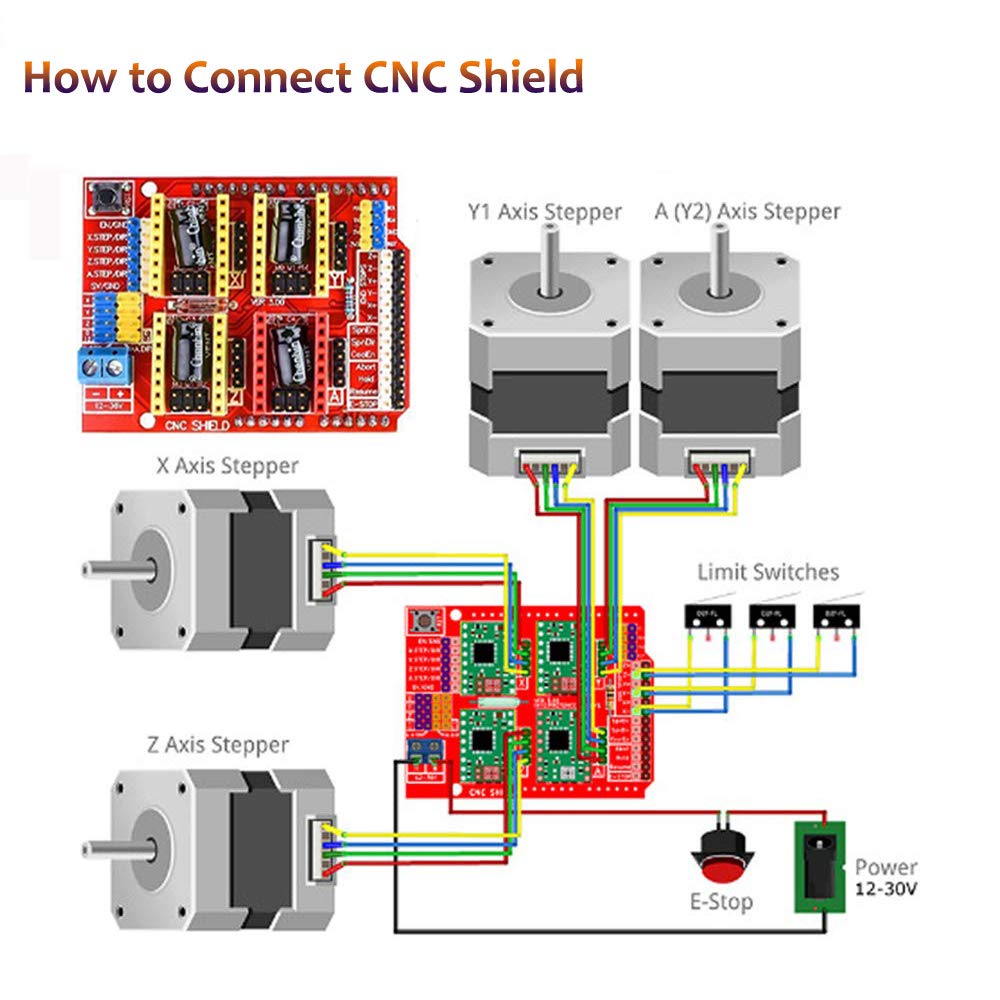 How to Connect CNC Shield
EN/GND
X.STEP/DIR
Y.STEP/DIR
Z.STEP/DIR
A.STEP/DIR
5V/GND
12-36V
X
Y
VER 3.00
Z
A
Z+
Z-
Y+
Y-
X+
X-
SpnEn
SpnDir
CoolEn
Abort
Hold
Resume
E-STOP
CNC SHIELD
Y1 Axis Stepper
A (Y2) Axis Stepper
X Axis Stepper
Limit Switches
Z Axis Stepper
E-Stop
Power
12-30V